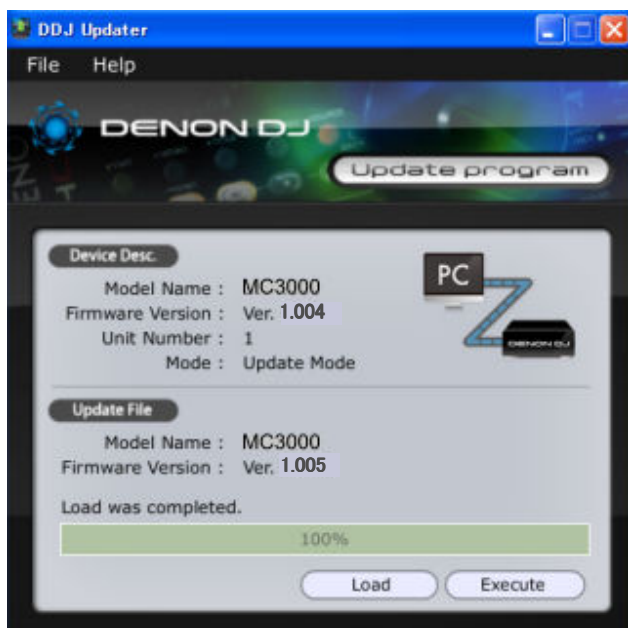 DDJ Updater
File Help
DENON DJ
Update program
Device Desc.
PC
Model Name : MC3000
Firmware Version : Ver. 1.004
Unit Number : 1
DENON DJ
Mode : Update Mode
Update File
Model Name : MC3000
Firmware Version : Ver. 1.005
Load was completed.
100%
Load Execute